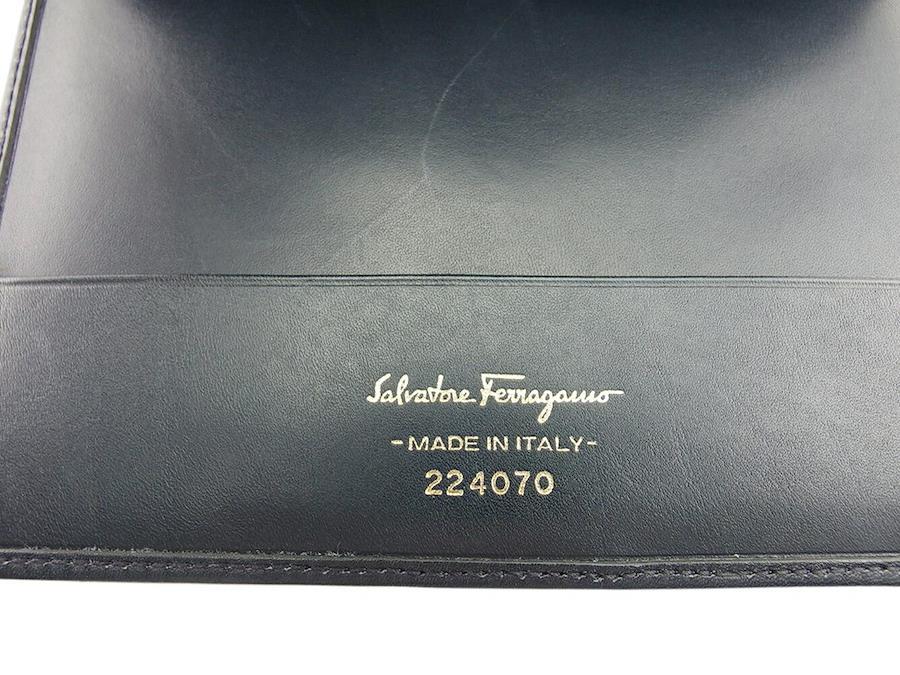 Salvatore Ferragamo
-MADE IN ITALY-
224070